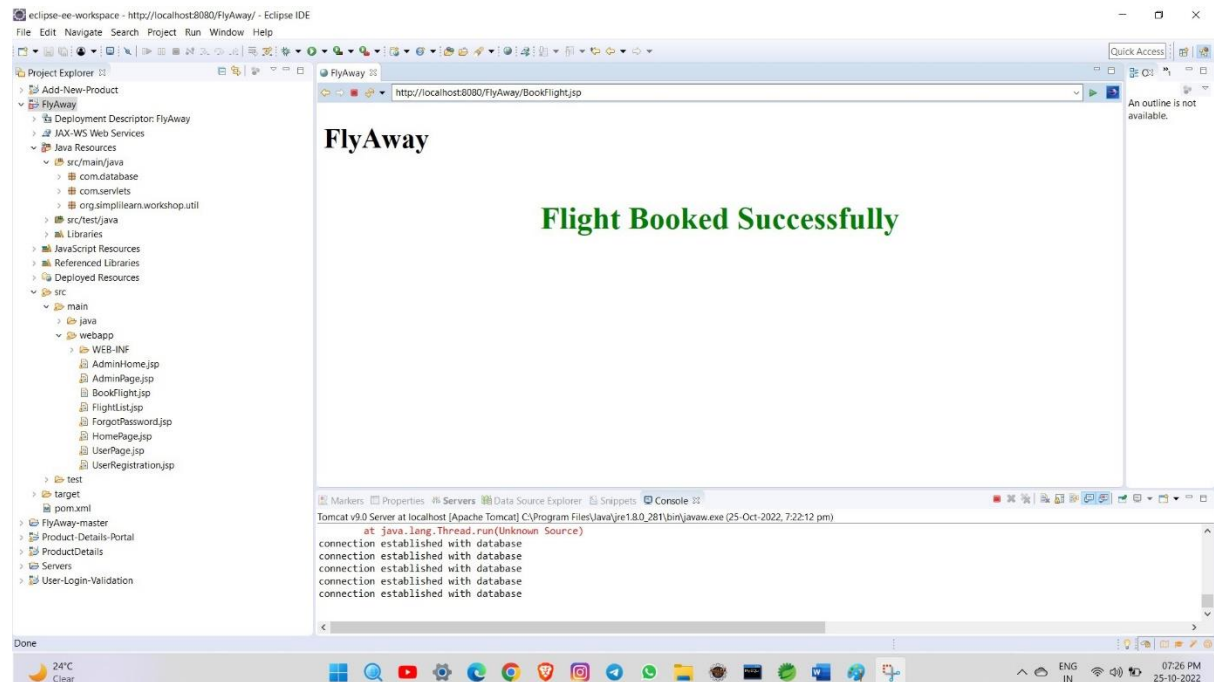 eclipse-ee-workspace - http://localhost:8080/FlyAway/ - Eclipse IDE
File Edit Navigate Search Project Run Window Help
Quick Access
Project Explorer
Add-New-Product
FlyAway
Deployment Descriptor: FlyAway
JAX-WS Web Services
Java Resources
src/main/java
com.database
com.servlets
org.simplilearn.workshop.util
src/test/java
Libraries
JavaScript Resources
Referenced Libraries
Deployed Resources
src
main
java
webapp
WEB-INF
AdminHome.jsp
AdminPage.jsp
BookFlight.jsp
FlightList.jsp
ForgotPassword.jsp
HomePage.jsp
UserPage.jsp
UserRegistration.jsp
test
target
pom.xml
FlyAway-master
Product-Details-Portal
ProductDetails
Servers
User-Login-Validation
FlyAway
http://localhost:8080/FlyAway/BookFlight.jsp
FlyAway
Flight Booked Successfully
An outline is not
available.
Markers Properties Servers Data Source Explorer Snippets Console
Tomcat v9.0 Server at localhost [Apache Tomcat] C:\Program Files\Java\jre1.8.0_281\bin\javaw.exe (25-Oct-2022, 7:22:12 pm)
at java.lang.Thread.run(Unknown Source)
connection established with database
connection established with database
connection established with database
connection established with database
connection established with database
Done
24°C
Clear
ENG
IN
07:26 PM
25-10-2022